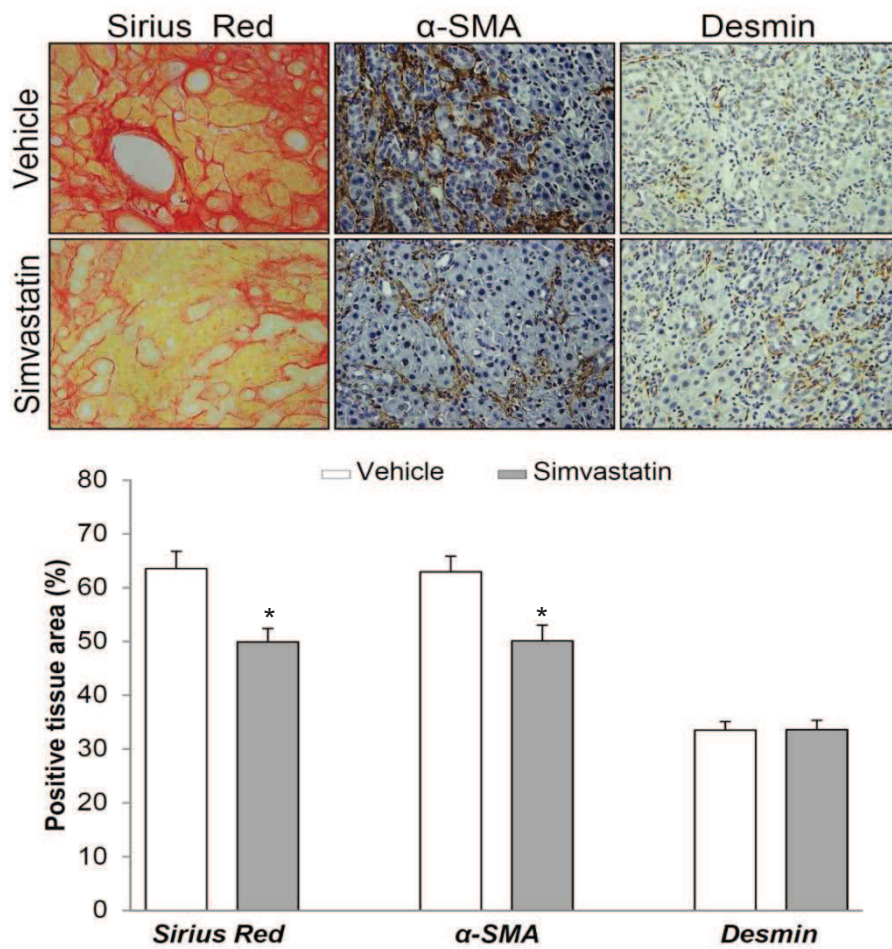 Sirius Red
α-SMA
Desmin
Vehicle
Simvastatin
Vehicle
Simvastatin
Positive tissue area (%)
80
70
60
50
40
30
20
10
0
*
*
Sirius Red
α-SMA
Desmin